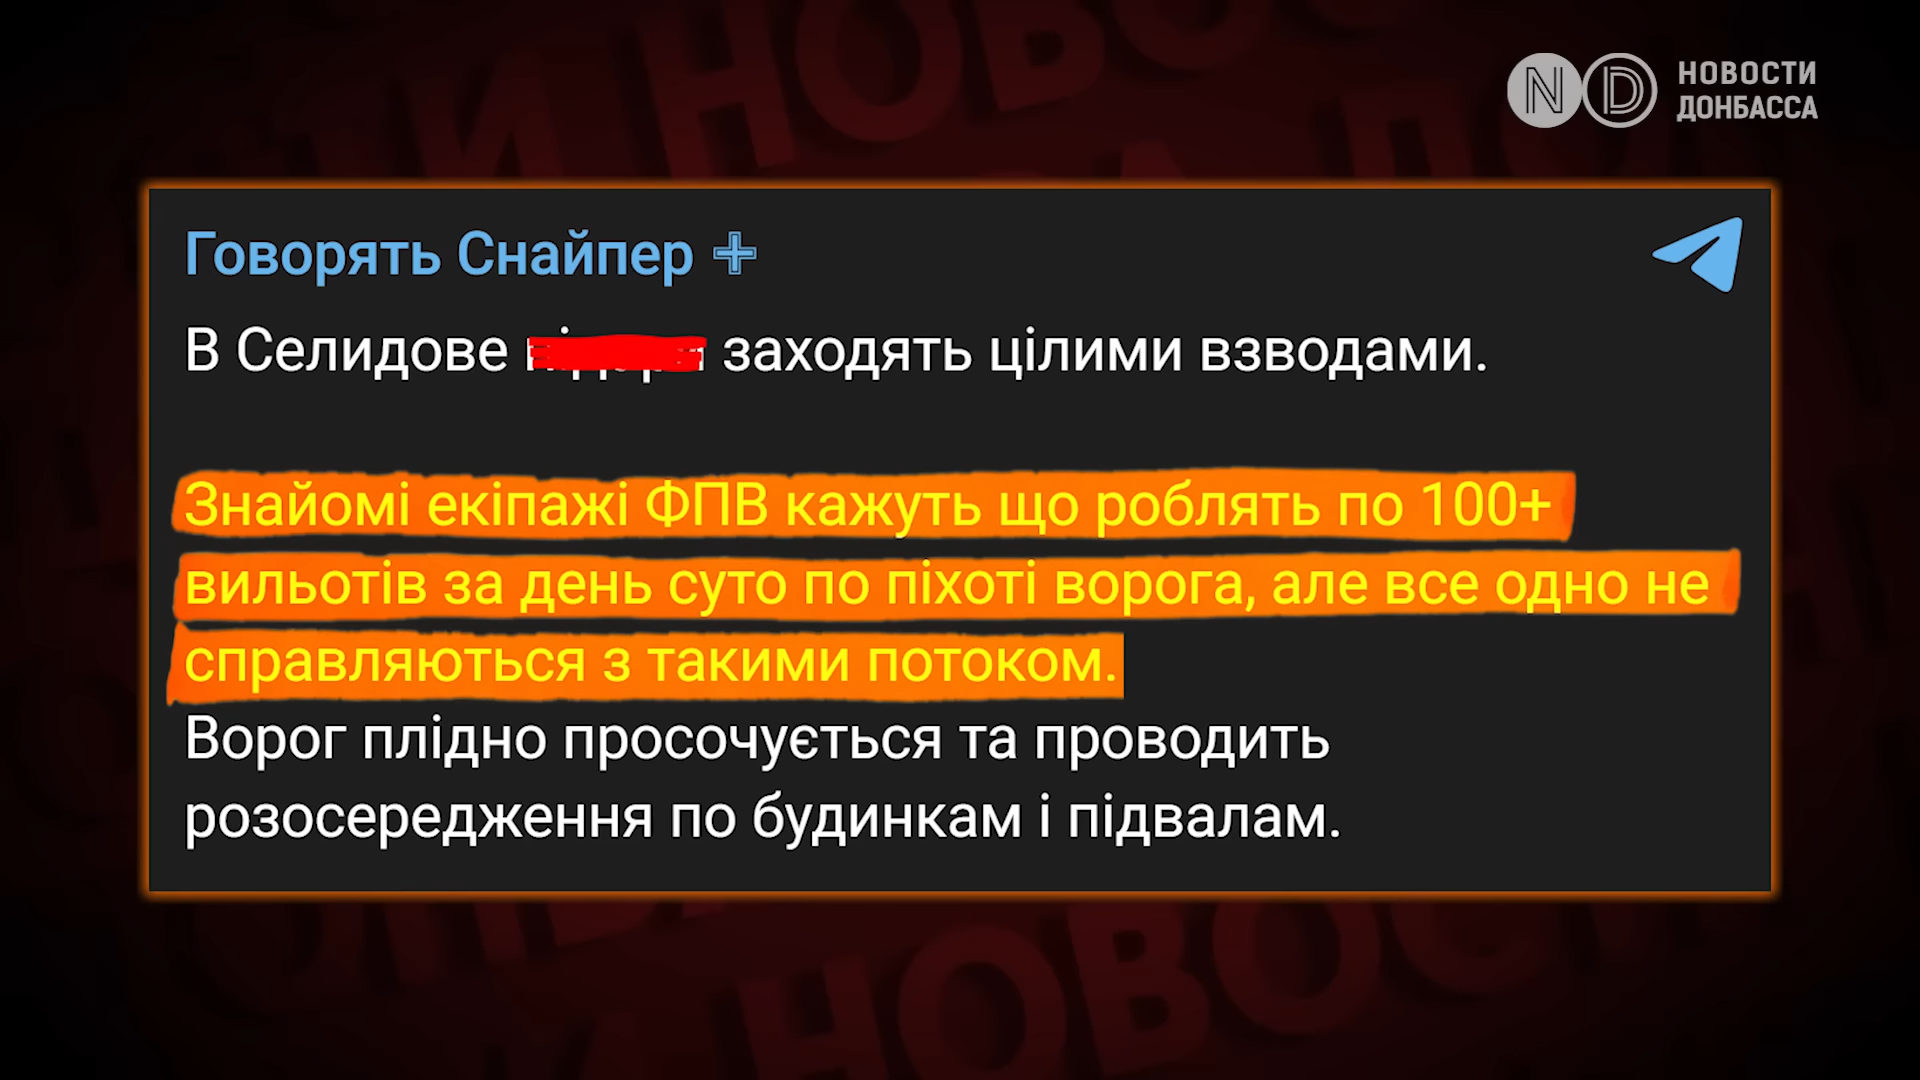 НОВОСТИ
ДОНБАССА
Говорять Снайпер
В Селидове заходять цілими взводами.
Знайомі екіпажі ФПВ кажуть що роблять по 100+
вильотів за день суто по піхоті ворога, але все одно не
справляються з такими потоком.
Ворог плідно просочується та проводить
розосередження по будинкам і підвалам.